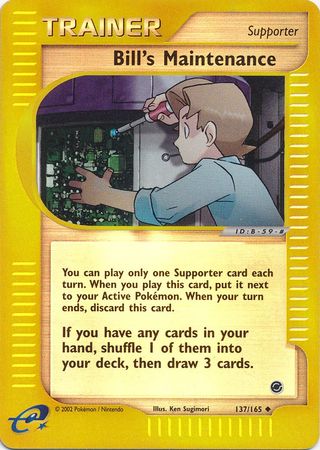 TRAINER
Supporter
Bill's Maintenance
ID:B-59-#
You can play only one Supporter card each
turn. When you play this card, put it next
to your Active Pokémon. When your turn
ends, discard this card.
If you have any cards in your
hand, shuffle 1 of them into
your deck, then draw 3 cards.
© 2002 Pokémon / Nintendo
Illus. Ken Sugimori
137/165 ◆
e